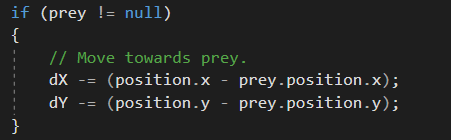 if (prey != null)
{
// Move towards prey.
dX -= (position.x - prey.position.x);
dY -= (position.y - prey.position.y);
}